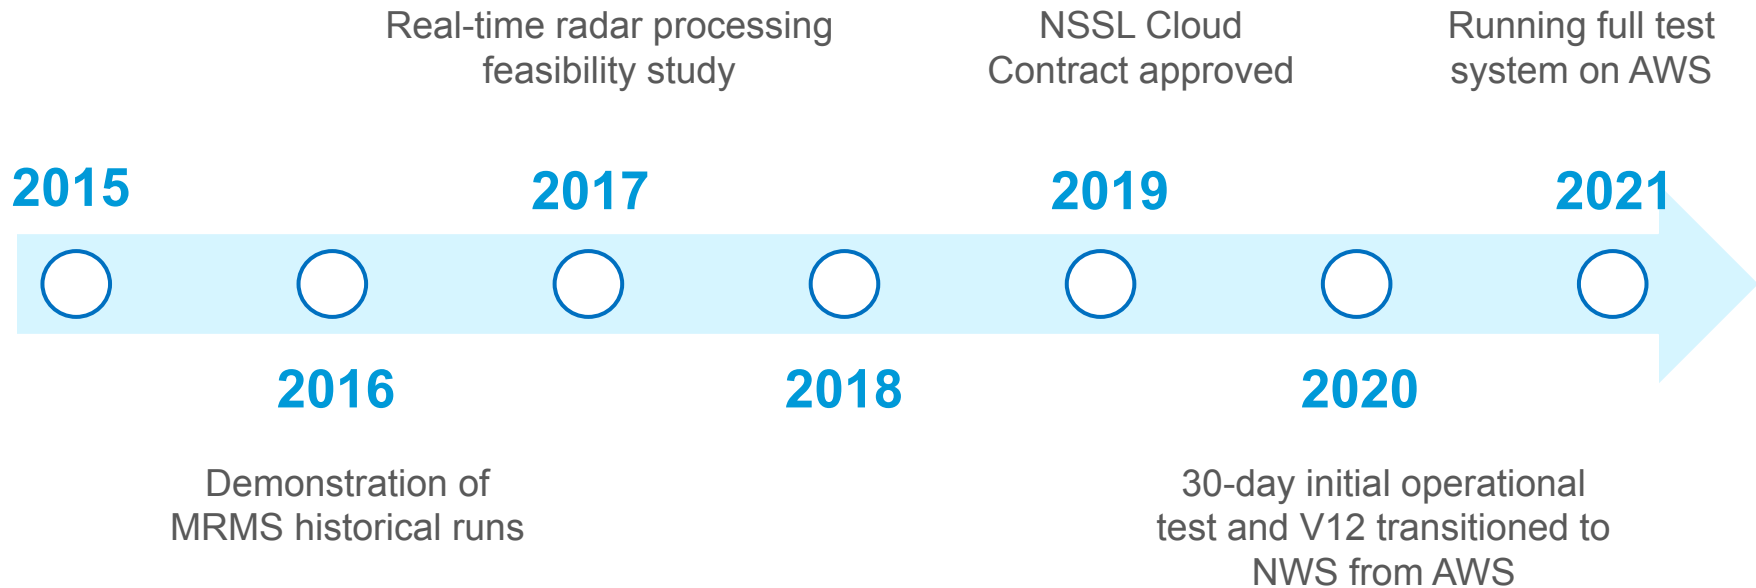 Real-time radar processing
feasibility study
NSSL Cloud
Contract approved
Running full test
system on AWS
2015
2017
2019
2021
2016
2018
2020
Demonstration of
MRMS historical runs
30-day initial operational
test and V12 transitioned to
NWS from AWS